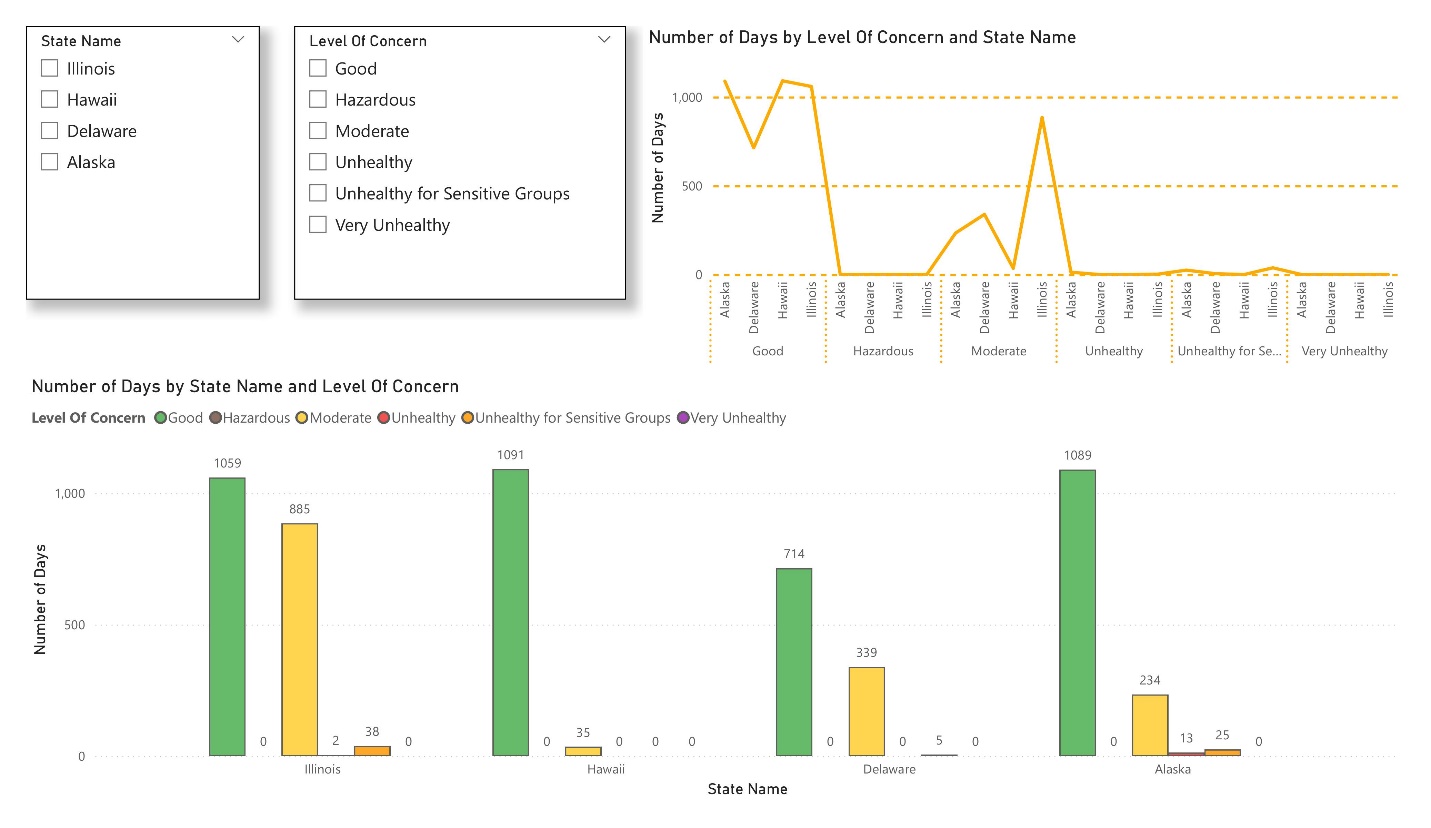 State Name
Illinois
Hawaii
Delaware
Alaska
Level Of Concern
Good
Hazardous
Moderate
Unhealthy
Unhealthy for Sensitive Groups
Very Unhealthy
Number of Days by Level Of Concern and State Name
Number of Days
1,000
500
0
Alaska
Delaware
Hawaii
Illinois
Alaska
Delaware
Hawaii
Illinois
Alaska
Delaware
Hawaii
Illinois
Alaska
Delaware
Hawaii
Illinois
Alaska
Delaware
Hawaii
Illinois
Alaska
Delaware
Hawaii
Illinois
Good Hazardous Moderate Unhealthy Unhealthy for Se... Very Unhealthy
Number of Days by State Name and Level Of Concern
Level Of Concern Good Hazardous Moderate Unhealthy Unhealthy for Sensitive Groups Very Unhealthy
Number of Days
1,000
500
0
1059 0 885 2 38 0
1091 0 35 0 0 0
714 0 339 0 5 0
1089 0 234 13 25 0
Illinois Hawaii Delaware Alaska
State Name